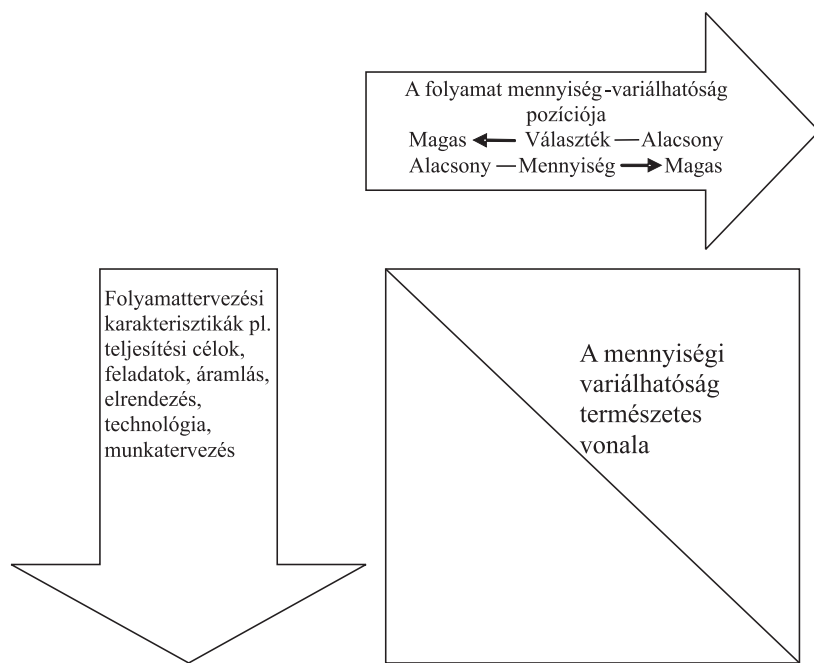 A folyamat mennyiség-variálhatóság
pozíciója
Magas Választék Alacsony
Alacsony Mennyiség Magas
Folyamattervezési
karakterisztikák pl.
teljesítési célok,
feladatok, áramlás,
elrendezés,
technológia,
munkatervezés
A mennyiségi
variálhatóság
természetes
vonala